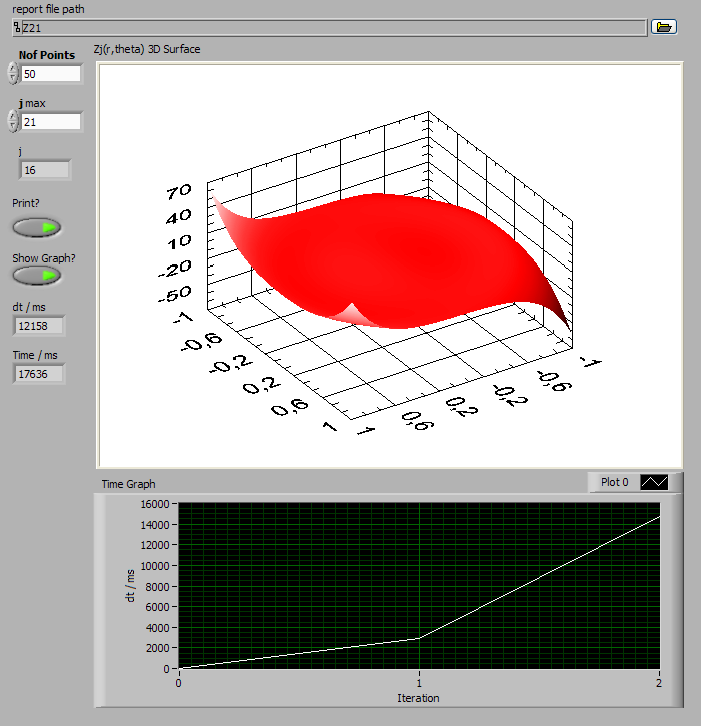 report file path
Z21
Nof Points
50
j max
21
j
16
Print?
Show Graph?
dt / ms
12158
Time / ms
17636
Zj(r,theta) 3D Surface
70
40
10
-20
-50
-1
-0,6
-0,2
0,2
0,6
1
1
0,6
0,2
-0,2
-0,6
-1
Time Graph
Plot 0
16000
14000
12000
10000
8000
6000
4000
2000
0
dt / ms
0 1 2
Iteration